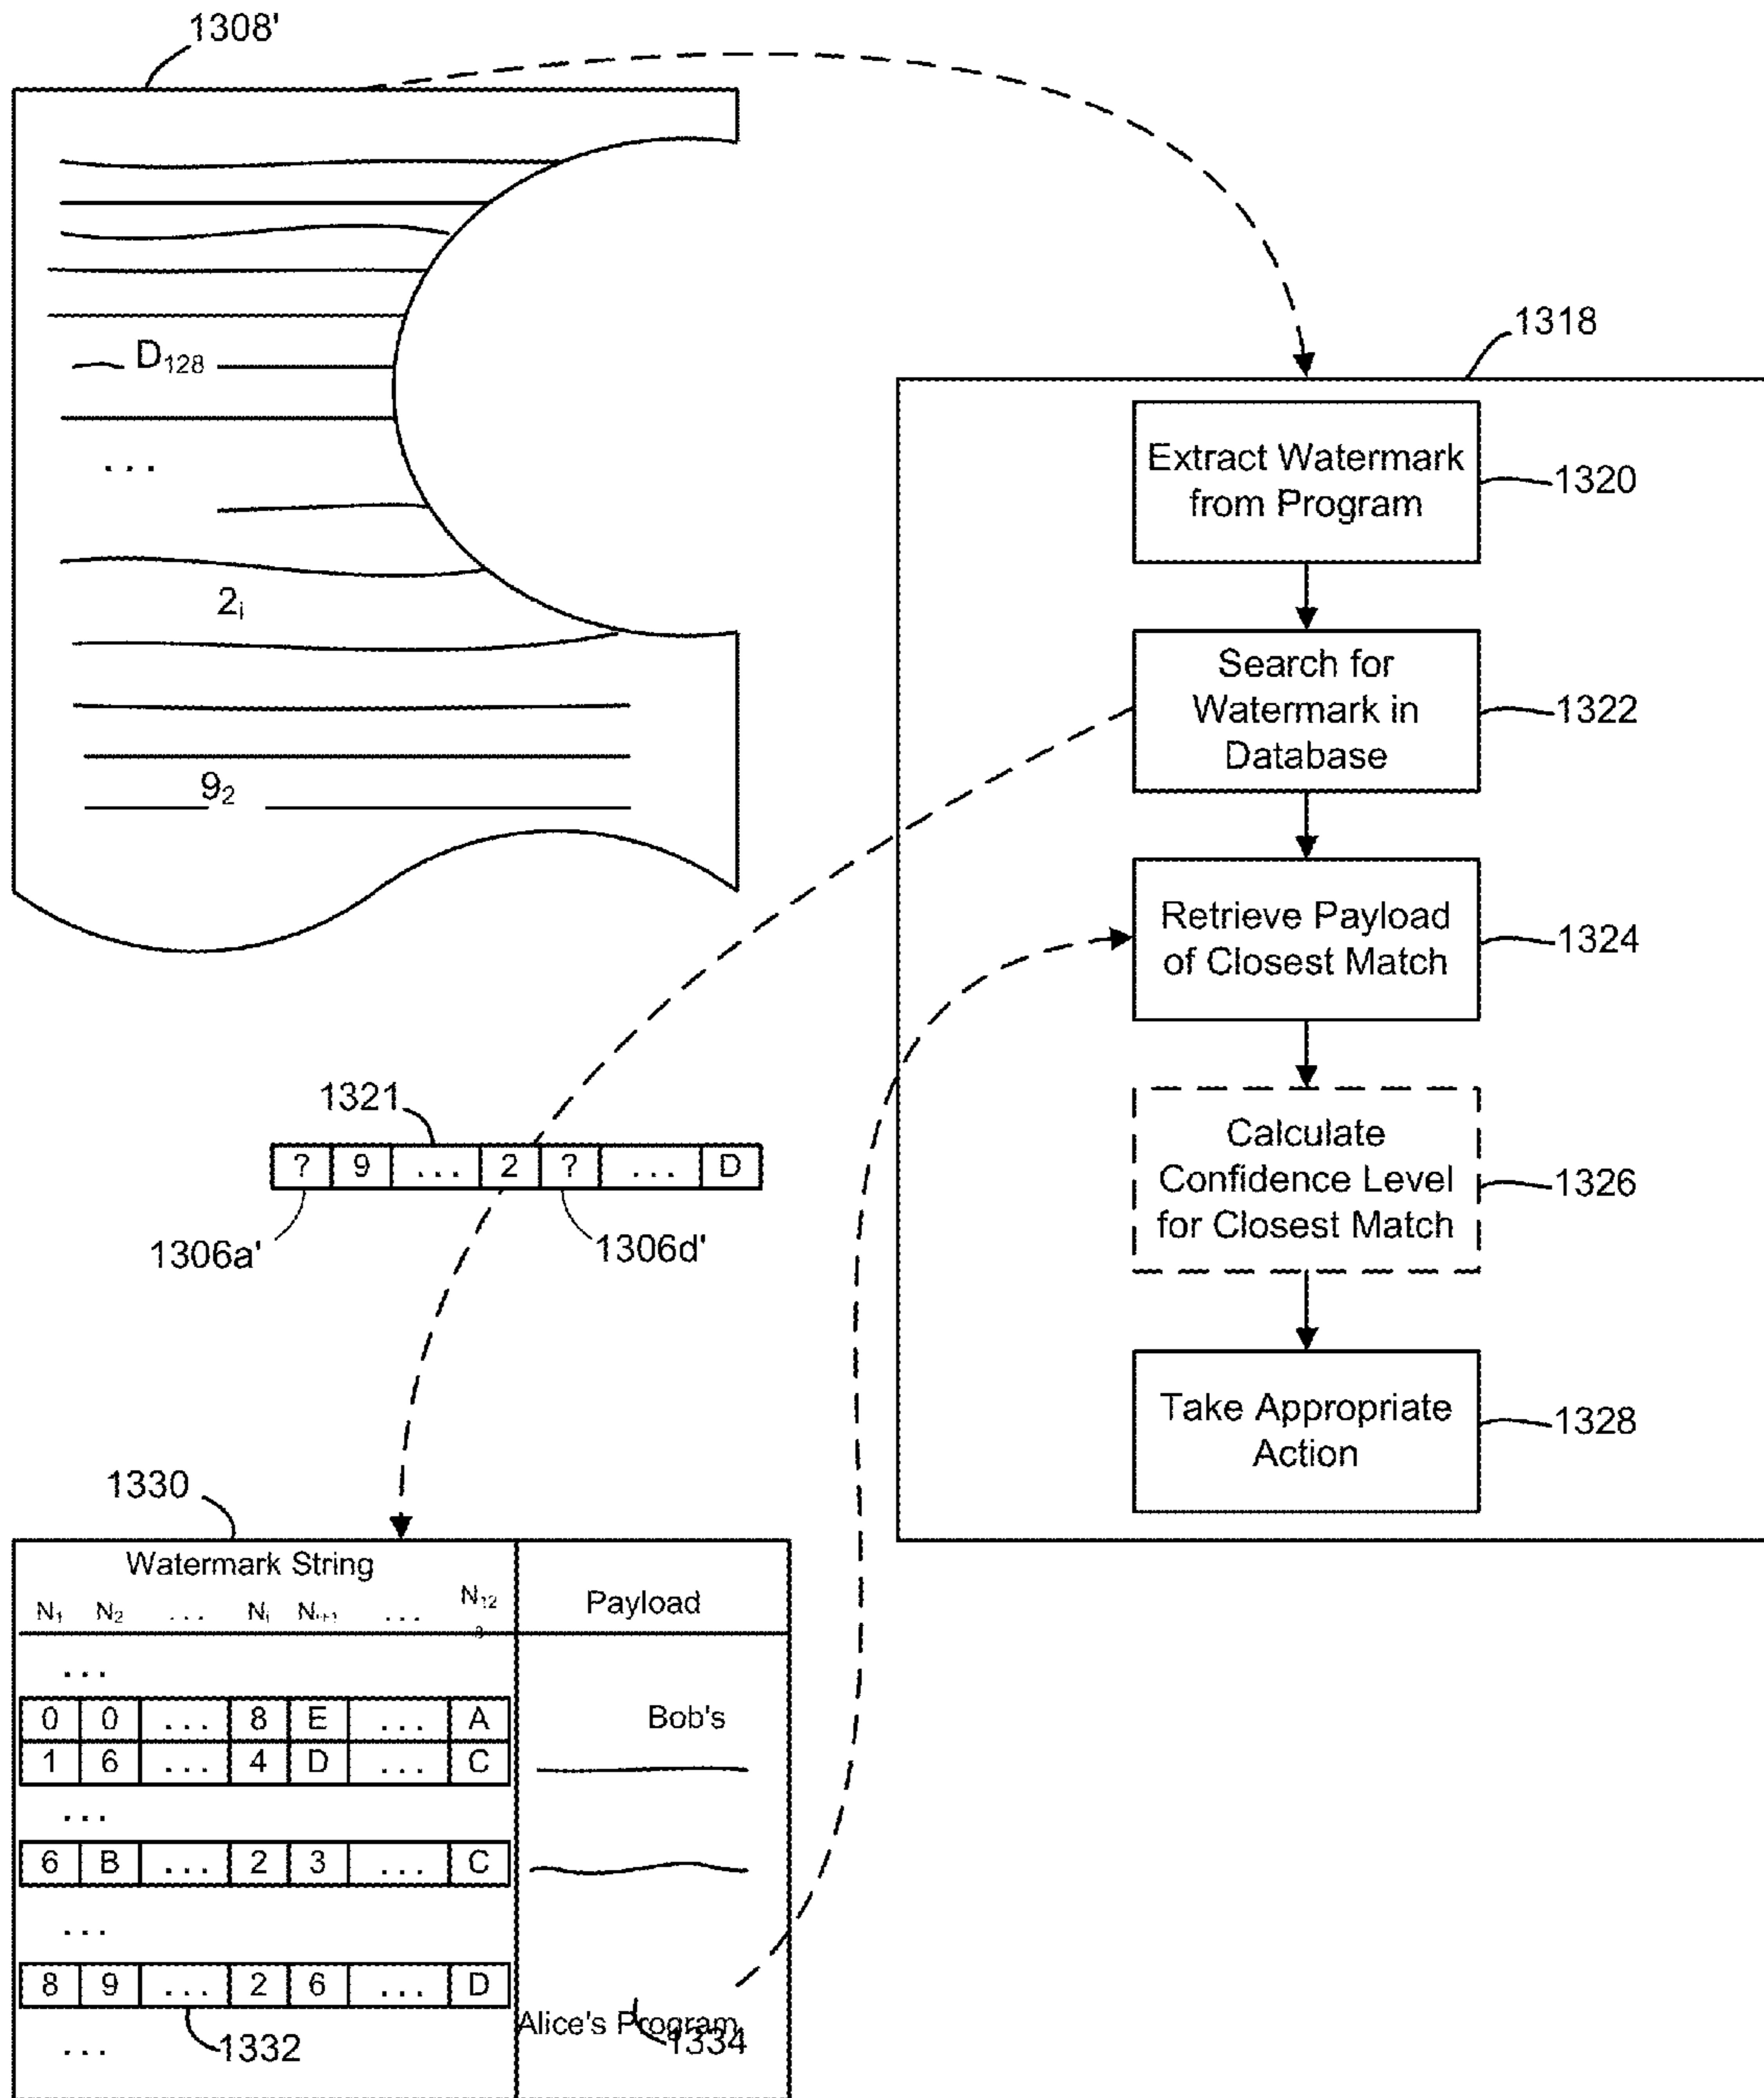 1308'
D128
...
2i
92
1318
Extract Watermark
from Program
1320
Search for
Watermark in
Database
1322
Retrieve Payload
of Closest Match
1324
Calculate
Confidence Level
for Closest Match
1326
Take Appropriate
Action
1328
1321
? 9 ... 2 ? ... D
1306a' 1306d'
1330
Watermark String
Payload
N1 N2 ... Ni Ni+1 ... N12
8
...
0 0 ... 8 E ... A Bob's
1 6 ... 4 D ... C
...
6 B ... 2 3 ... C
...
8 9 ... 2 6 ... D
Alice's Program
1332
1334
...